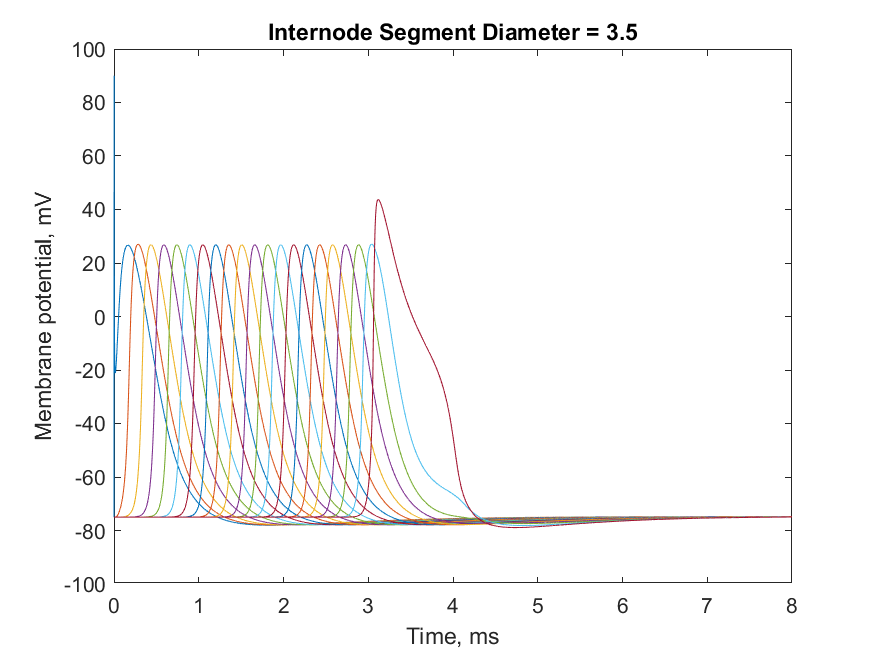 Internode Segment Diameter = 3.5
100
80
60
40
20
0
-20
-40
-60
-80
-100
Membrane potential, mV
0 1 2 3 4 5 6 7 8
Time, ms